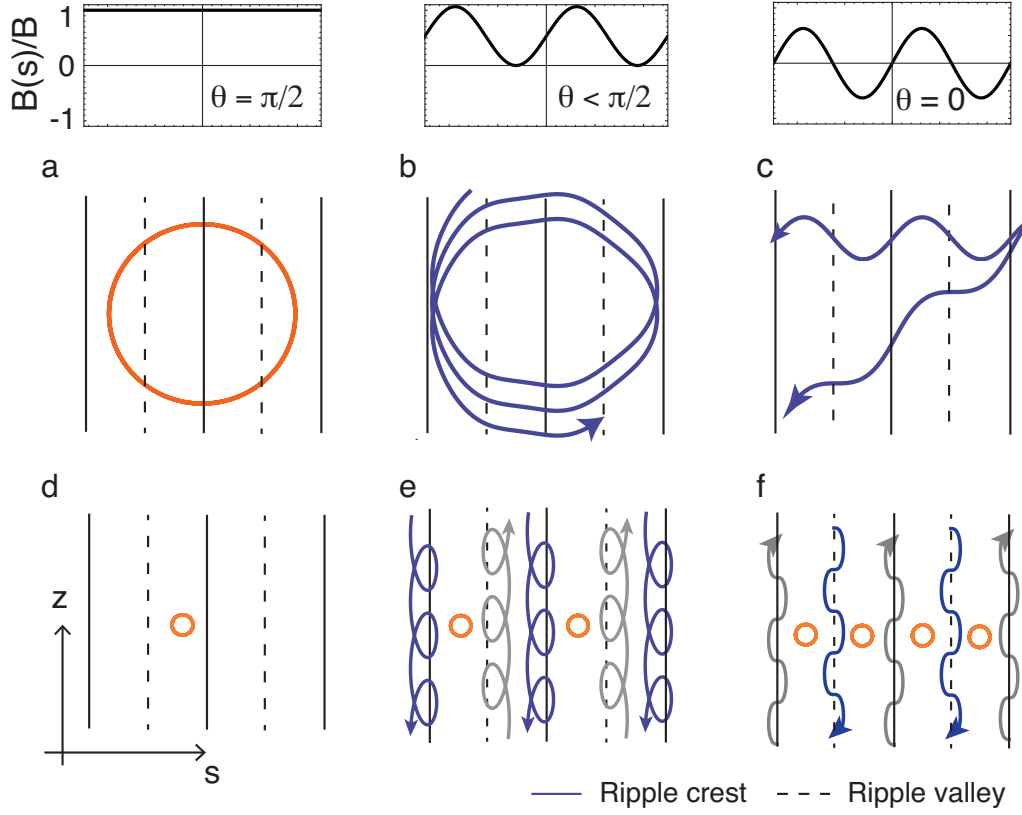 B(s)/B
1
0
-1
θ = π/2
θ < π/2
θ = 0
a
b
c
d
e
f
z
s
Ripple crest
Ripple valley